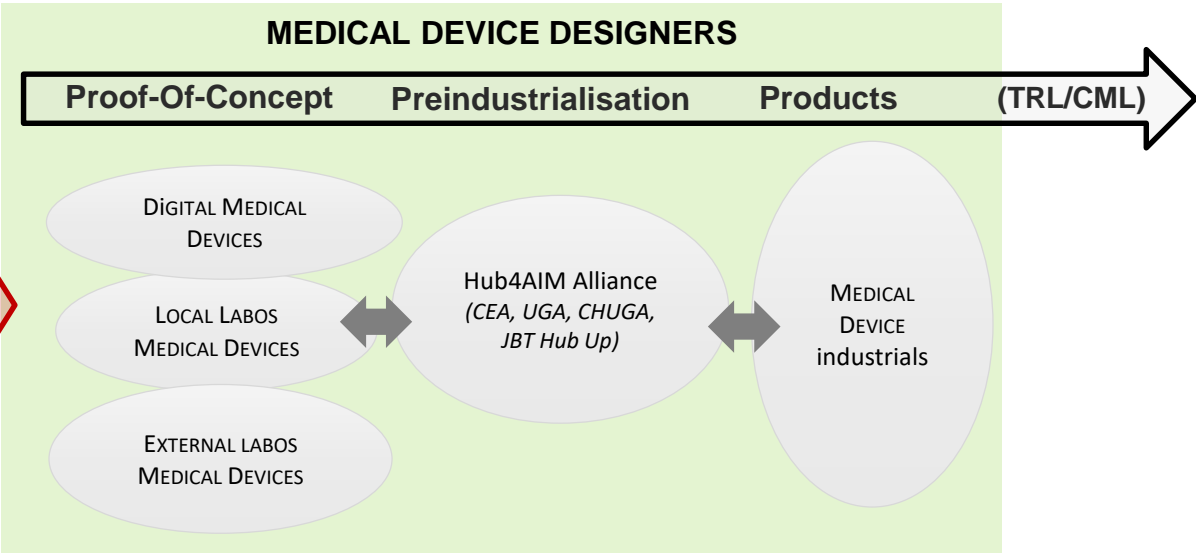 MEDICAL DEVICE DESIGNERS
Proof-Of-Concept Preindustrialisation Products (TRL/CML)
DIGITAL MEDICAL
DEVICES
LOCAL LABOS
MEDICAL DEVICES
EXTERNAL LABOS
MEDICAL DEVICES
Hub4AIM Alliance
(CEA, UGA, CHUGA,
JBT Hub Up)
MEDICAL
DEVICE
industrials